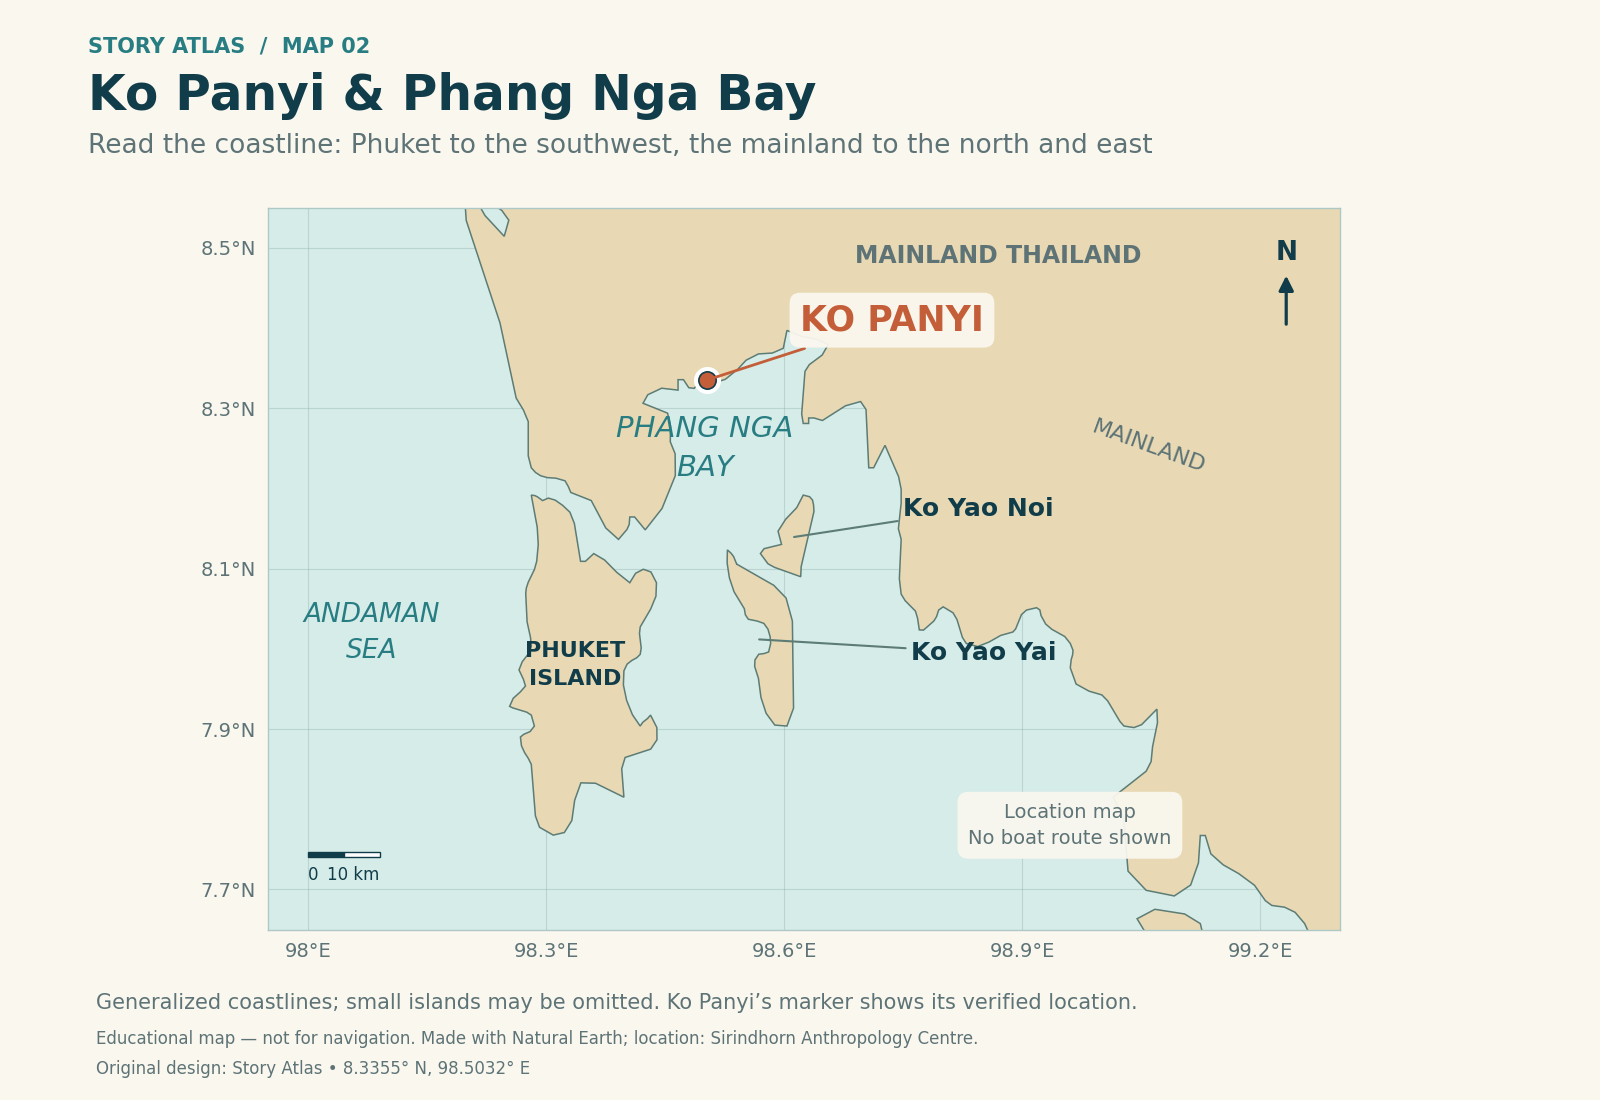 STORY ATLAS / MAP 02
Ko Panyi & Phang Nga Bay
Read the coastline: Phuket to the southwest, the mainland to the north and east
8.5°N
MAINLAND THAILAND
N
KO PANYI
8.3°N
PHANG NGA
BAY
MAINLAND
Ko Yao Noi
8.1°N
ANDAMAN
SEA
PHUKET
ISLAND
Ko Yao Yai
7.9°N
Location map
No boat route shown
0 10 km
7.7°N
98°E
98.3°E
98.6°E
98.9°E
99.2°E
Generalized coastlines; small islands may be omitted. Ko Panyi’s marker shows its verified location.
Educational map — not for navigation. Made with Natural Earth; location: Sirindhorn Anthropology Centre.
Original design: Story Atlas • 8.3355° N, 98.5032° E